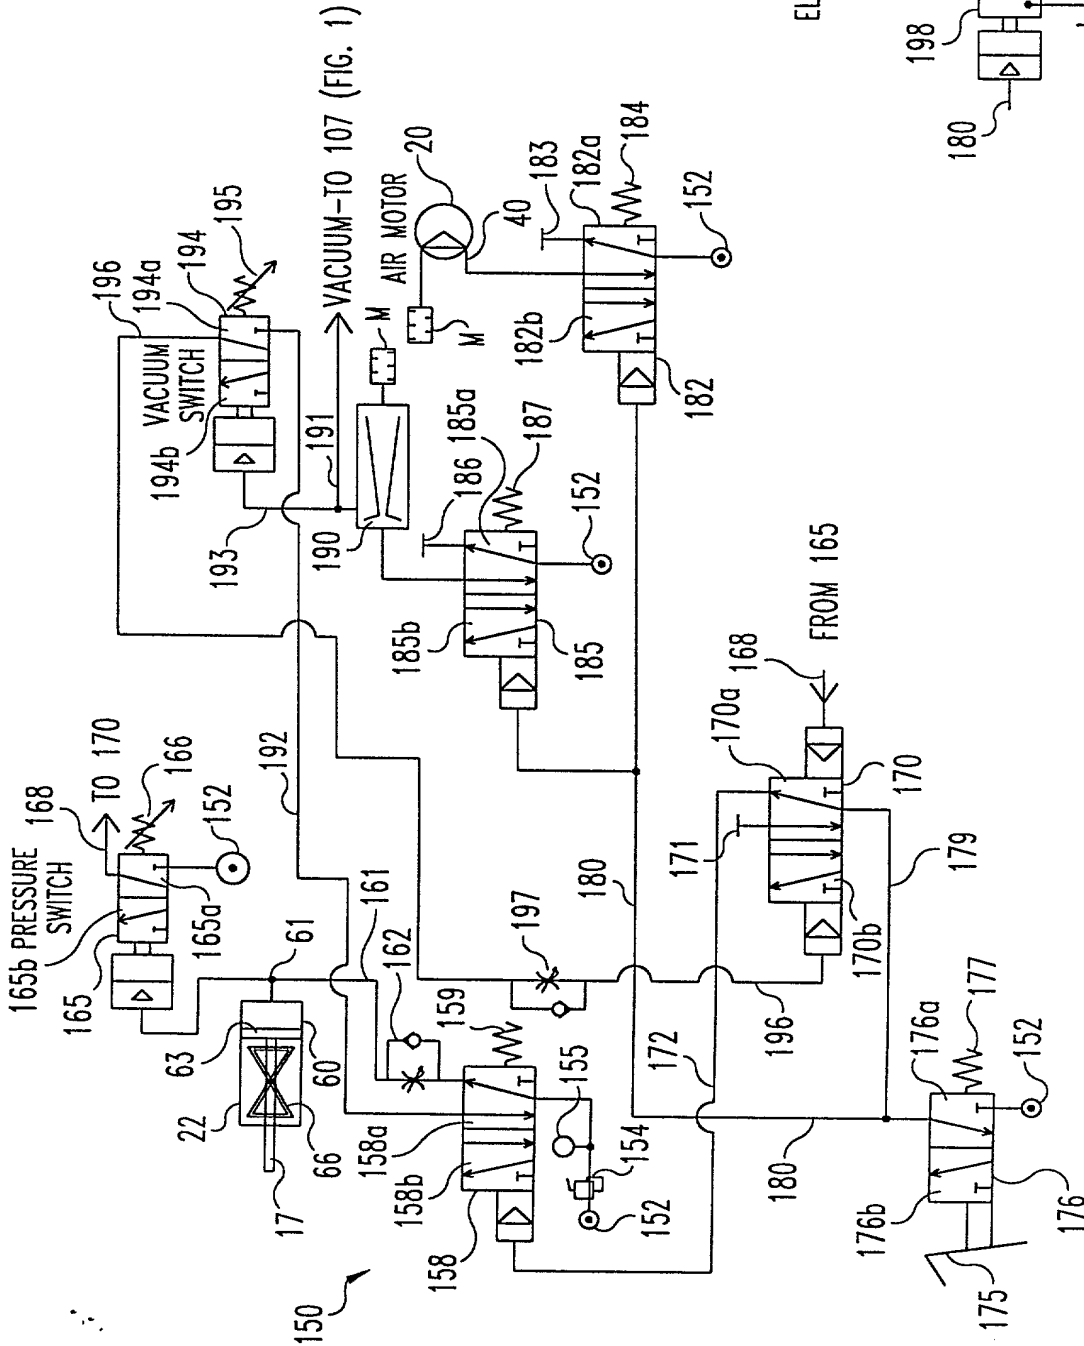 EL
198
180
VACUUM-TO 107 (FIG. 1)
20
AIR MOTOR
40
183
182a
184
152
182b
182
M
M
196
194a
194
195
VACUUM
SWITCH
194b
193
191
190
185a
186
187
152
185b
185
165b PRESSURE
SWITCH
168
TO 170
166
152
165a
165
192
161
61
162
63
60
22
66
17
159
158a
158b
158
155
154
152
150
197
196
180
172
FROM 165
168
170a
170
171
170b
179
180
176a
177
152
176b
176
175